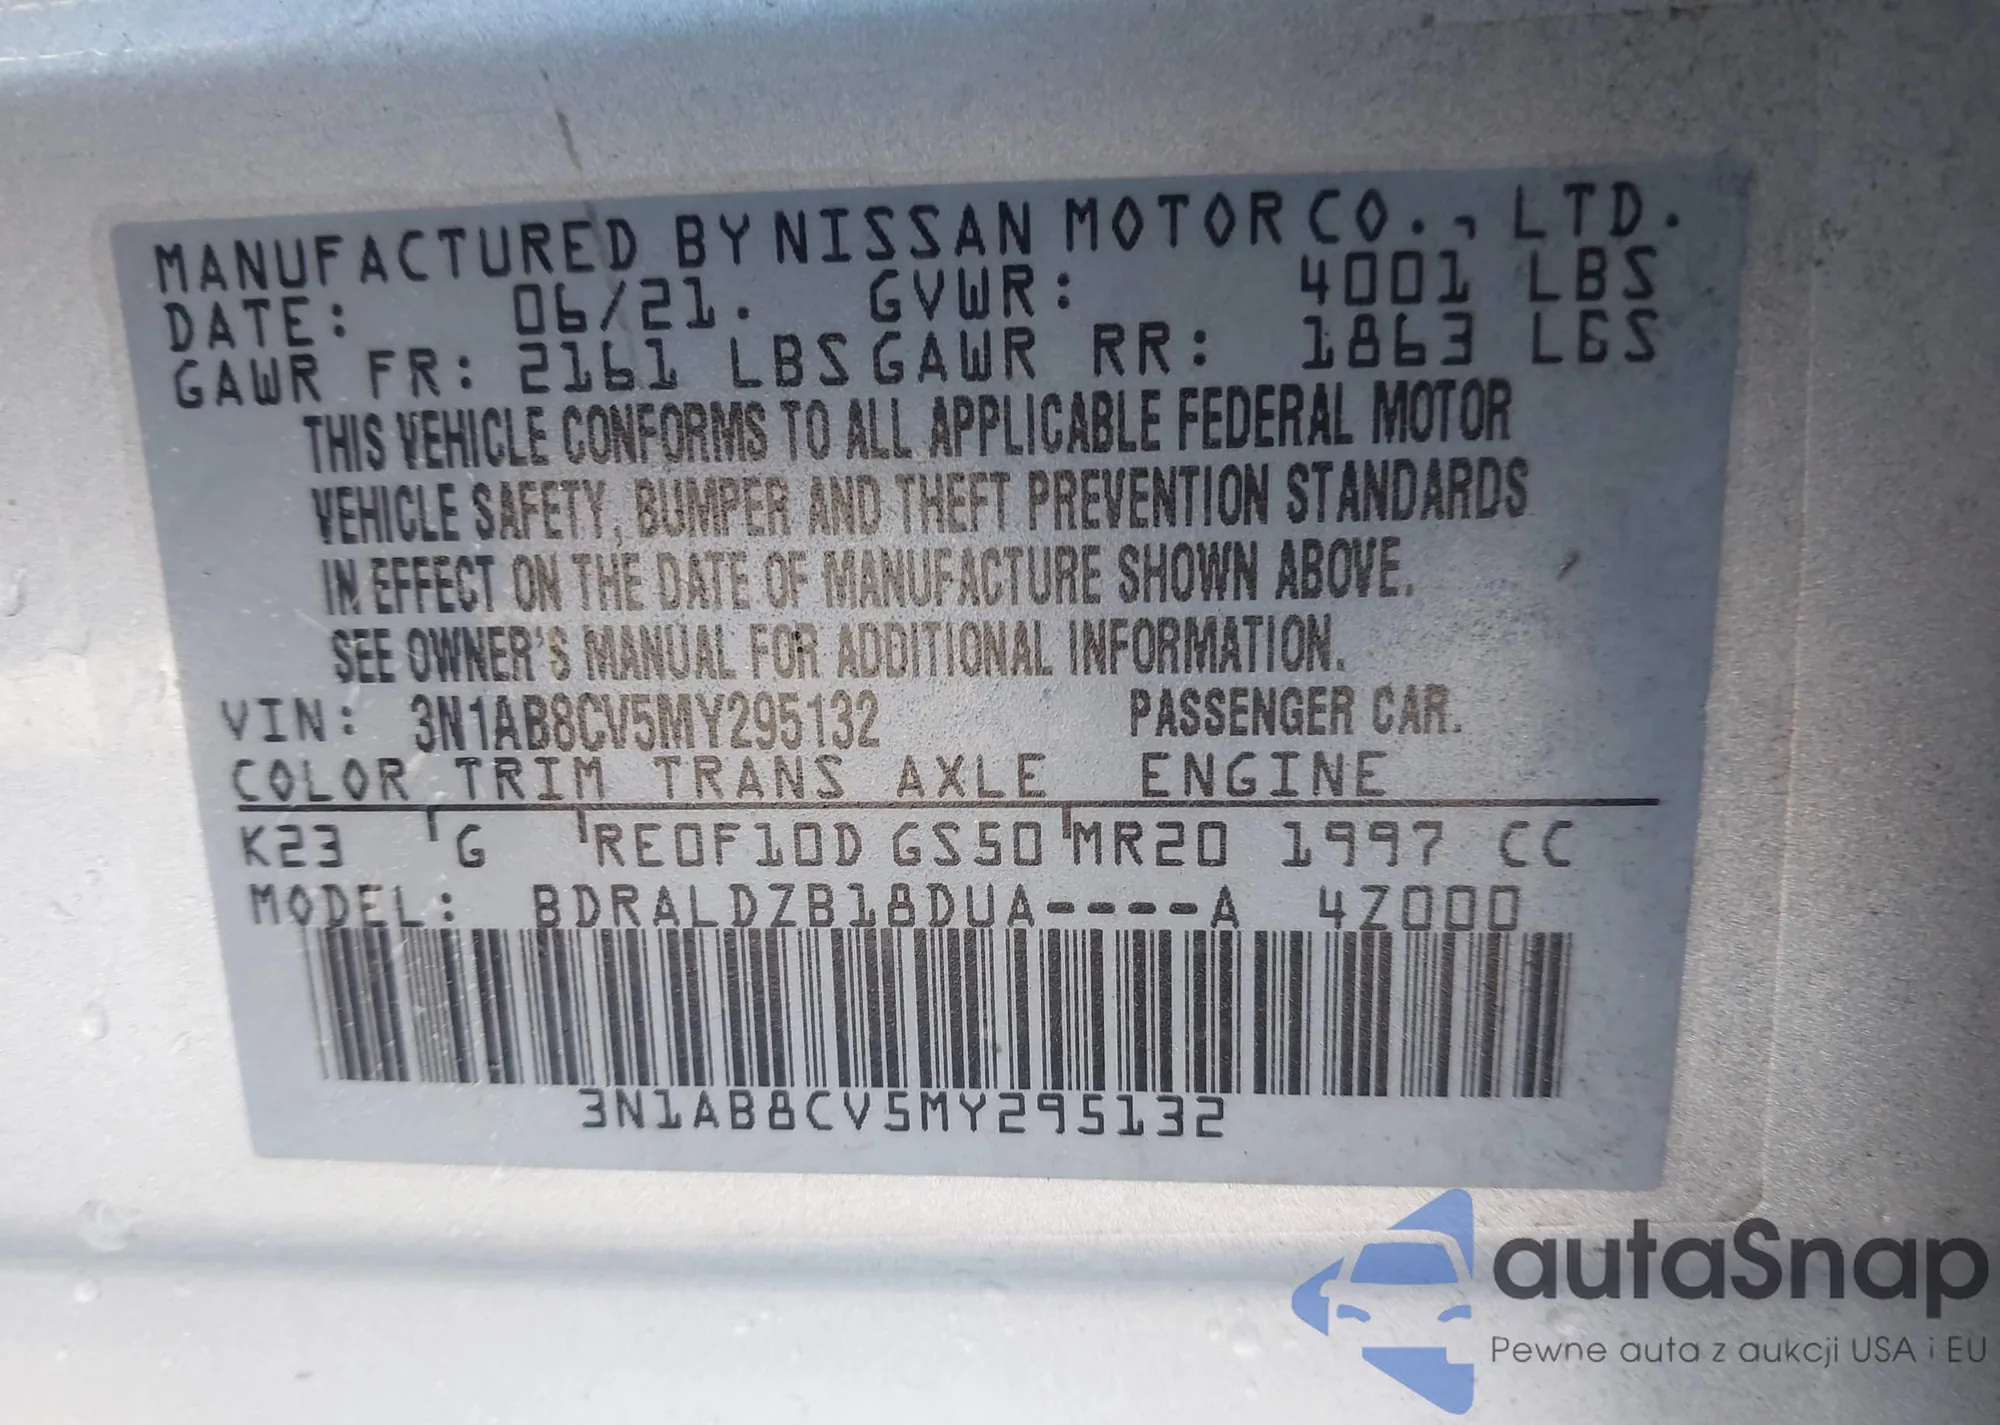 MANUFACTURED BY NISSAN MOTOR CO., LTD.
DATE: 06/21. GVWR: 4001 LBS
GAWR FR: 2161 LBS GAWR RR: 1863 LBS
THIS VEHICLE CONFORMS TO ALL APPLICABLE FEDERAL MOTOR
VEHICLE SAFETY, BUMPER AND THEFT PREVENTION STANDARDS
IN EFFECT ON THE DATE OF MANUFACTURE SHOWN ABOVE.
SEE OWNER'S MANUAL FOR ADDITIONAL INFORMATION.
VIN: 3N1AB8CV5MY295132 PASSENGER CAR.
COLOR TRIM TRANS AXLE ENGINE
K23 G RE0F10D GS50 MR20 1997 CC
MODEL: BDRALDZB18DUA----A 4Z000
3N1AB8CV5MY295132
autaSnap
Pewne auta z aukcji USA i EU